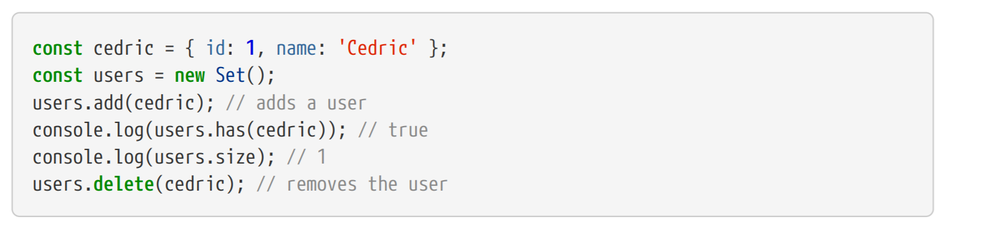 const cedric = { id: 1, name: 'Cedric' };
const users = new Set();
users.add(cedric); // adds a user
console.log(users.has(cedric)); // true
console.log(users.size); // 1
users.delete(cedric); // removes the user